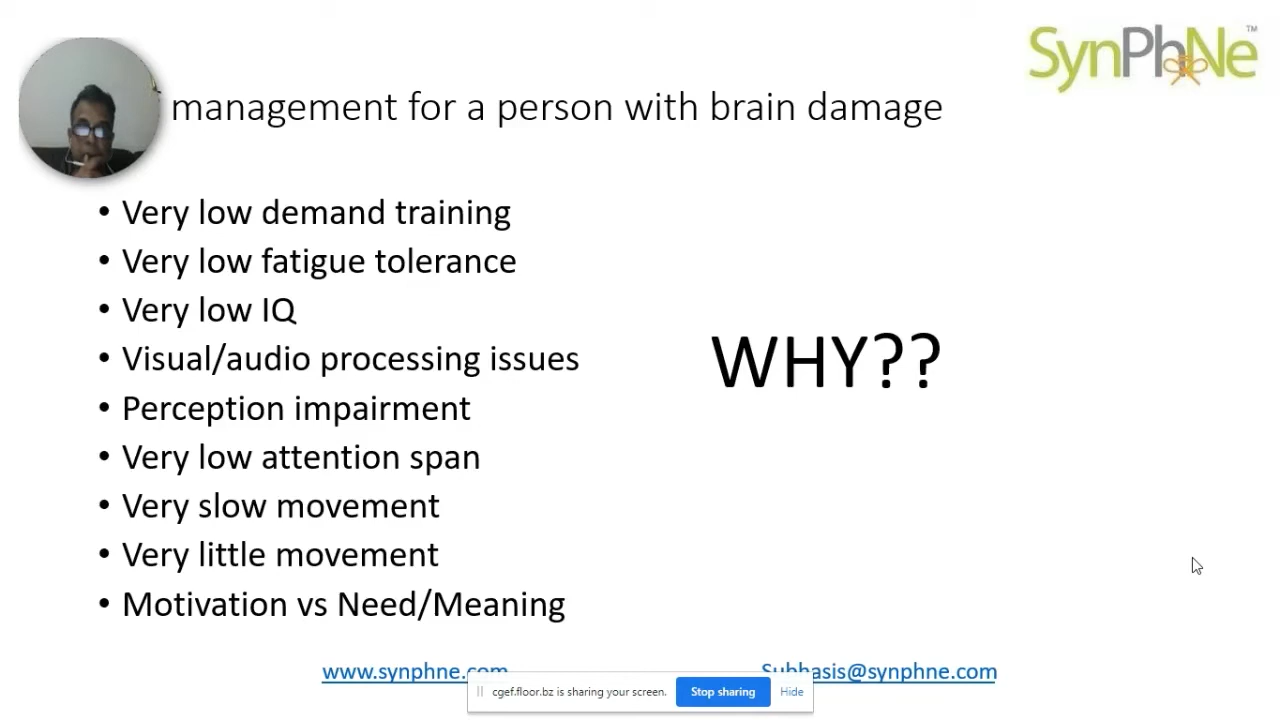 SynPhNe™
management for a person with brain damage
• Very low demand training
• Very low fatigue tolerance
• Very low IQ
• Visual/audio processing issues
• Perception impairment
• Very low attention span
• Very slow movement
• Very little movement
• Motivation vs Need/Meaning
WHY??
www.synphne.com
Subhasis@synphne.com
cgef.floor.bz is sharing your screen.
Stop sharing
Hide